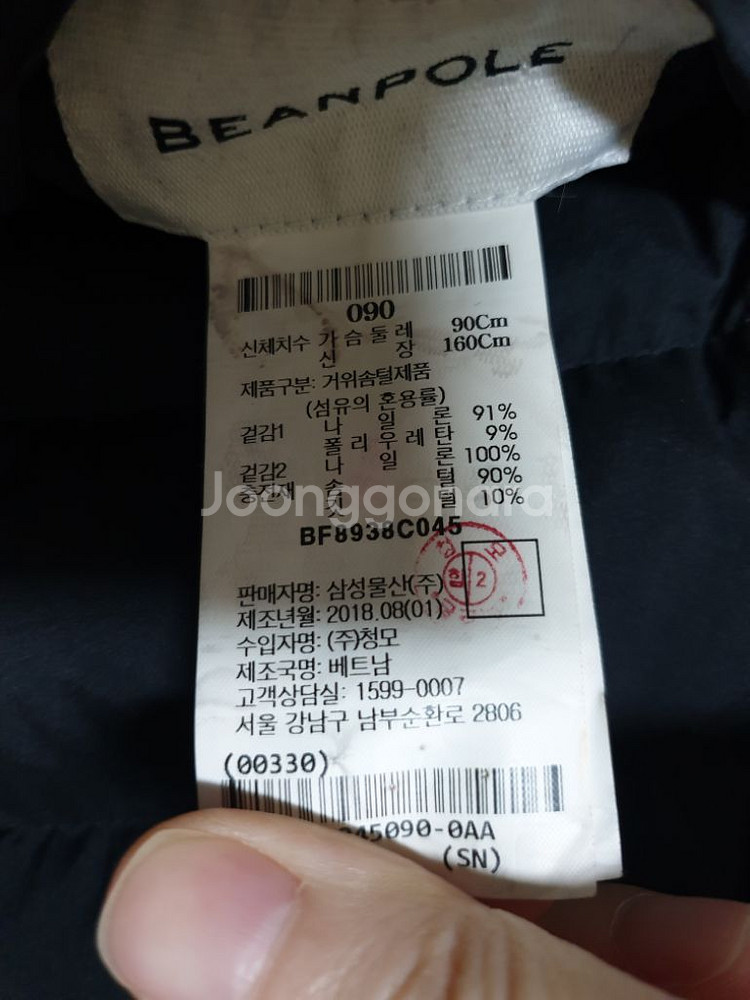 BEANPOLE
090
신체치수 가 슴 둘 레 90Cm
신 장 160Cm
제품구분: 거위솜털제품
(섬유의 혼용률)
겉감1 나 일 론 91%
폴 리 우 레 탄 9%
겉감2 나 일 론 100%
충전재 솜 털 90%
깃 털 10%
Joonggonara
BF8938C045
합 2
판매자명: 삼성물산(주)
제조년월: 2018.08(01)
수입자명: (주)청모
제조국명: 베트남
고객상담실: 1599-0007
서울 강남구 남부순환로 2806
(00330)
045090-0AA
(SN)